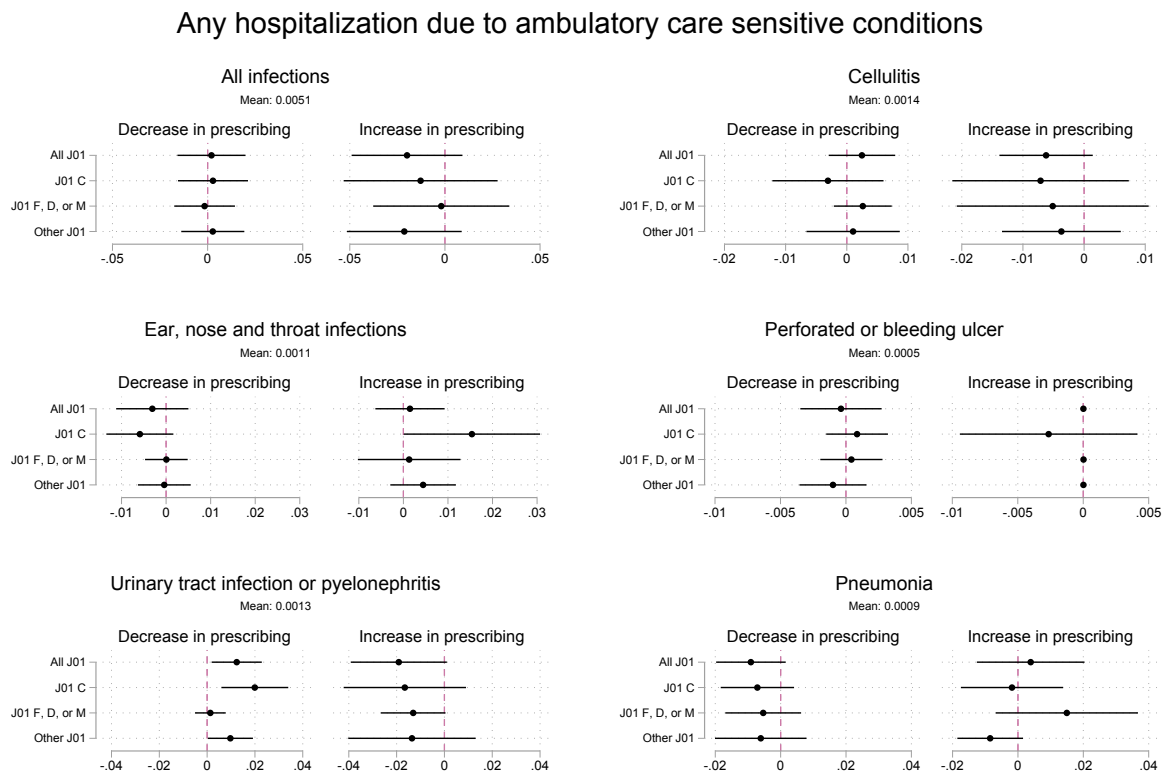 Any hospitalization due to ambulatory care sensitive conditions
All infections
Mean: 0.0051
Decrease in prescribing
Increase in prescribing
All J01
J01 C
J01 F, D, or M
Other J01
-.05 0 .05
-.05 0 .05
Cellulitis
Mean: 0.0014
Decrease in prescribing
Increase in prescribing
All J01
J01 C
J01 F, D, or M
Other J01
-.02 -.01 0 .01
-.02 -.01 0 .01
Ear, nose and throat infections
Mean: 0.0011
Decrease in prescribing
Increase in prescribing
All J01
J01 C
J01 F, D, or M
Other J01
-.01 0 .01 .02 .03
-.01 0 .01 .02 .03
Perforated or bleeding ulcer
Mean: 0.0005
Decrease in prescribing
Increase in prescribing
All J01
J01 C
J01 F, D, or M
Other J01
-.01 -.005 0 .005
-.01 -.005 0 .005
Urinary tract infection or pyelonephritis
Mean: 0.0013
Decrease in prescribing
Increase in prescribing
All J01
J01 C
J01 F, D, or M
Other J01
-.04 -.02 0 .02 .04
-.04 -.02 0 .02 .04
Pneumonia
Mean: 0.0009
Decrease in prescribing
Increase in prescribing
All J01
J01 C
J01 F, D, or M
Other J01
-.02 0 .02 .04
-.02 0 .02 .04